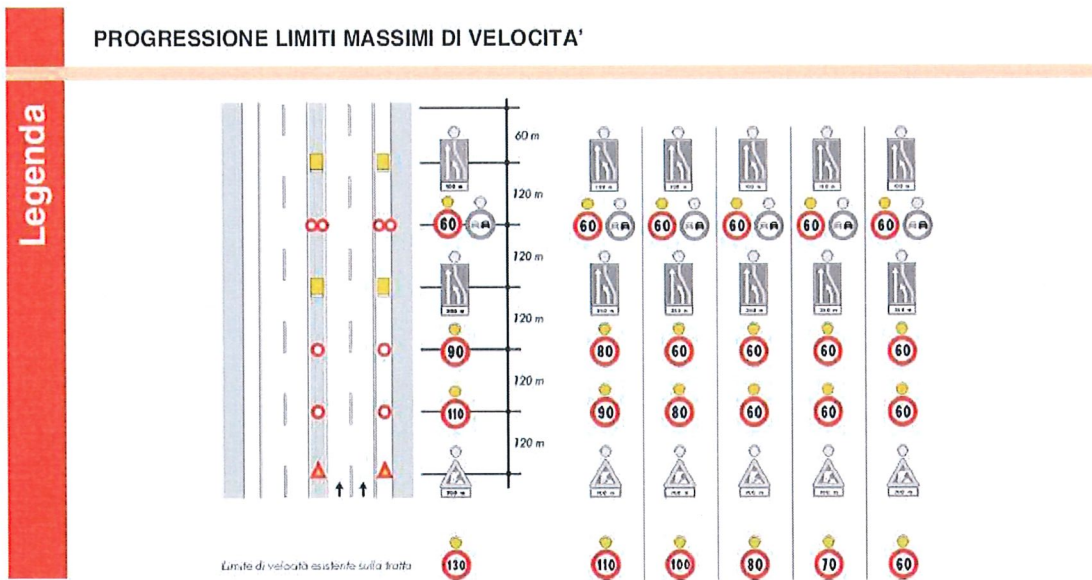 PROGRESSIONE LIMITI MASSIMI DI VELOCITA'
Legenda
60 m
120 m
60 60 60 60 60 60
120 m
120 m
90 80 60 60 60 60
120 m
110 90 80 60 60 60
120 m
Limite di velocità esistente sulla tratta 130 110 100 80 70 60